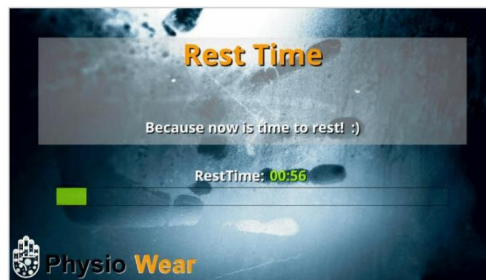 Rest Time
Because now is time to rest! :)
RestTime: 00:56
Physio Wear